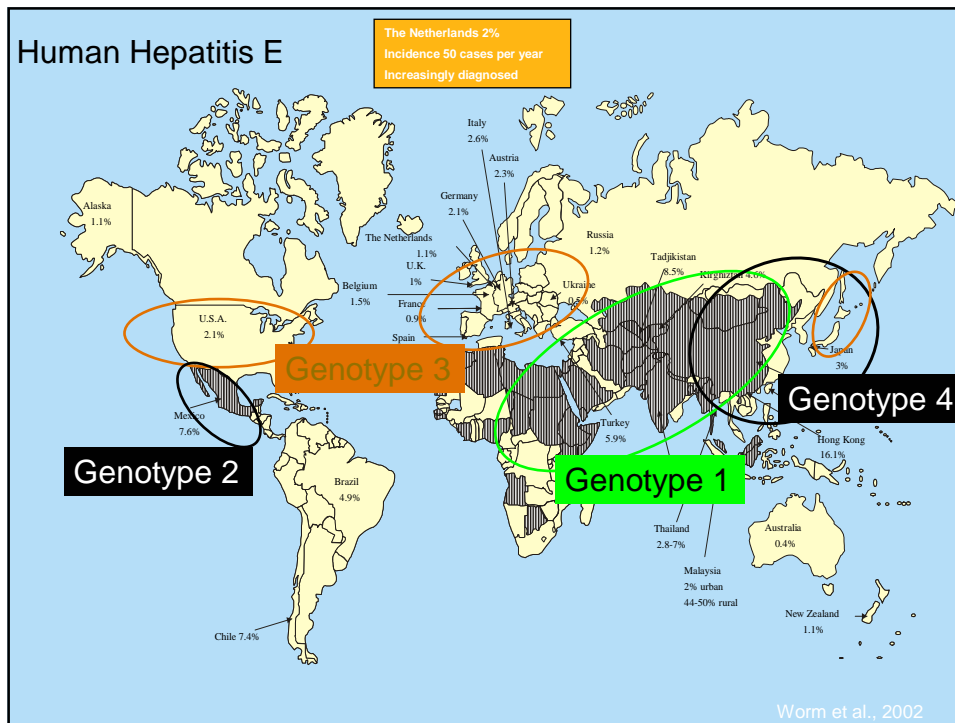 The Netherlands 2%
Incidence 50 cases per year
Increasingly diagnosed
Human Hepatitis E
Italy
2.6%
Austria
2.3%
Germany
2.1%
Alaska
1.1%
The Netherlands
1.1%
U.K.
1%
Belgium
1.5%
France
0.9%
Spain
Russia
1.2%
Ukraine
0.5%
Tadjikistan
8.5%
Kirghiztan 4.6%
U.S.A.
2.1%
Genotype 3
Japan
3%
Genotype 4
Mexico
7.6%
Genotype 2
Turkey
5.9%
Hong Kong
16.1%
Genotype 1
Brazil
4.9%
Thailand
2.8-7%
Australia
0.4%
Malaysia
2% urban
44-50% rural
New Zealand
1.1%
Chile 7.4%
Worm et al., 2002